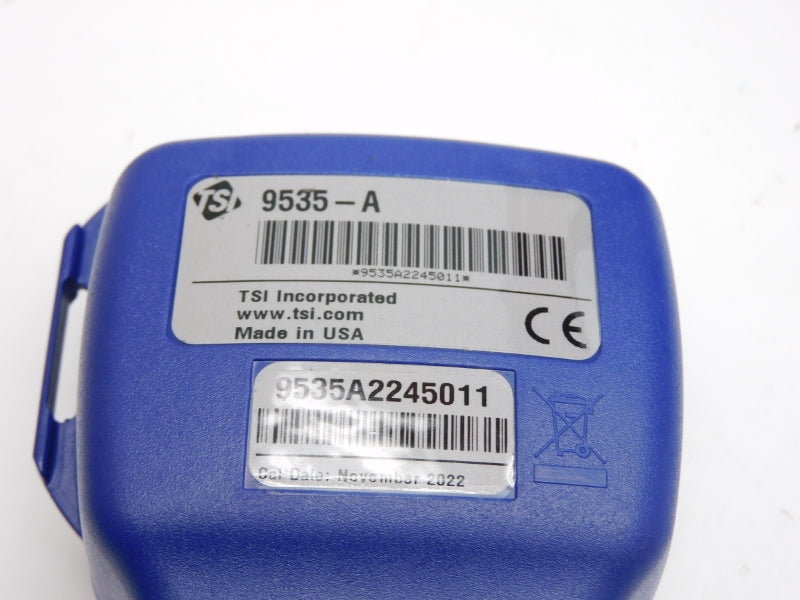 TSI 9535-A
*9535A2245011*
TSI Incorporated
www.tsi.com
Made in USA
CE
9535A2245011
Cal Date: November 2022